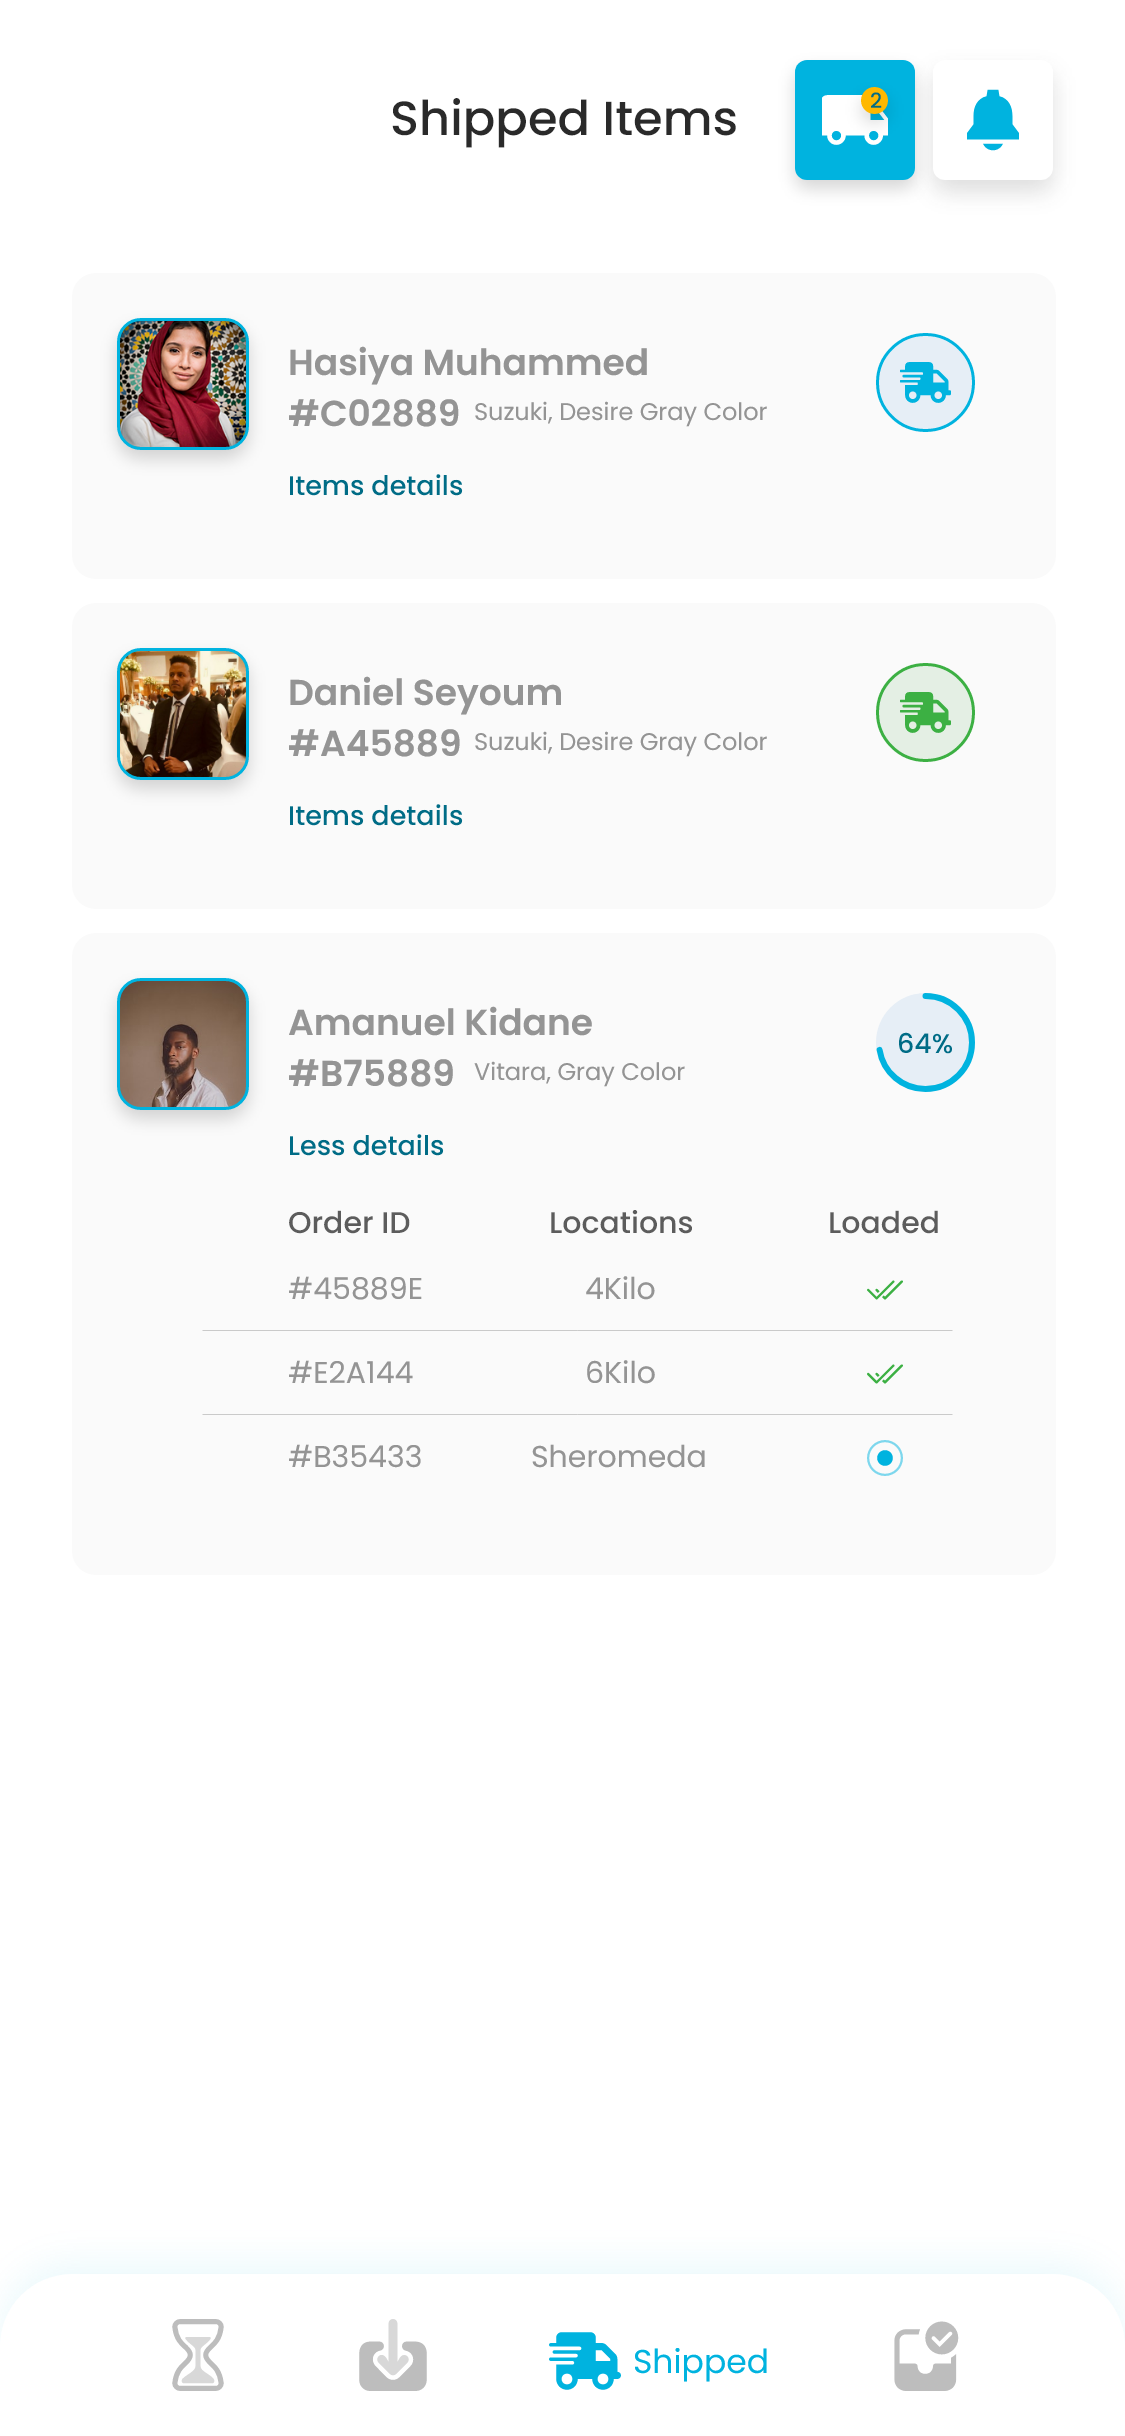 Shipped Items
2
Hasiya Muhammed
#C02889 Suzuki, Desire Gray Color
Items details
Daniel Seyoum
#A45889 Suzuki, Desire Gray Color
Items details
Amanuel Kidane
#B75889 Vitara, Gray Color
64%
Less details
Order ID Locations Loaded
#45889E 4Kilo
#E2A144 6Kilo
#B35433 Sheromeda
Shipped